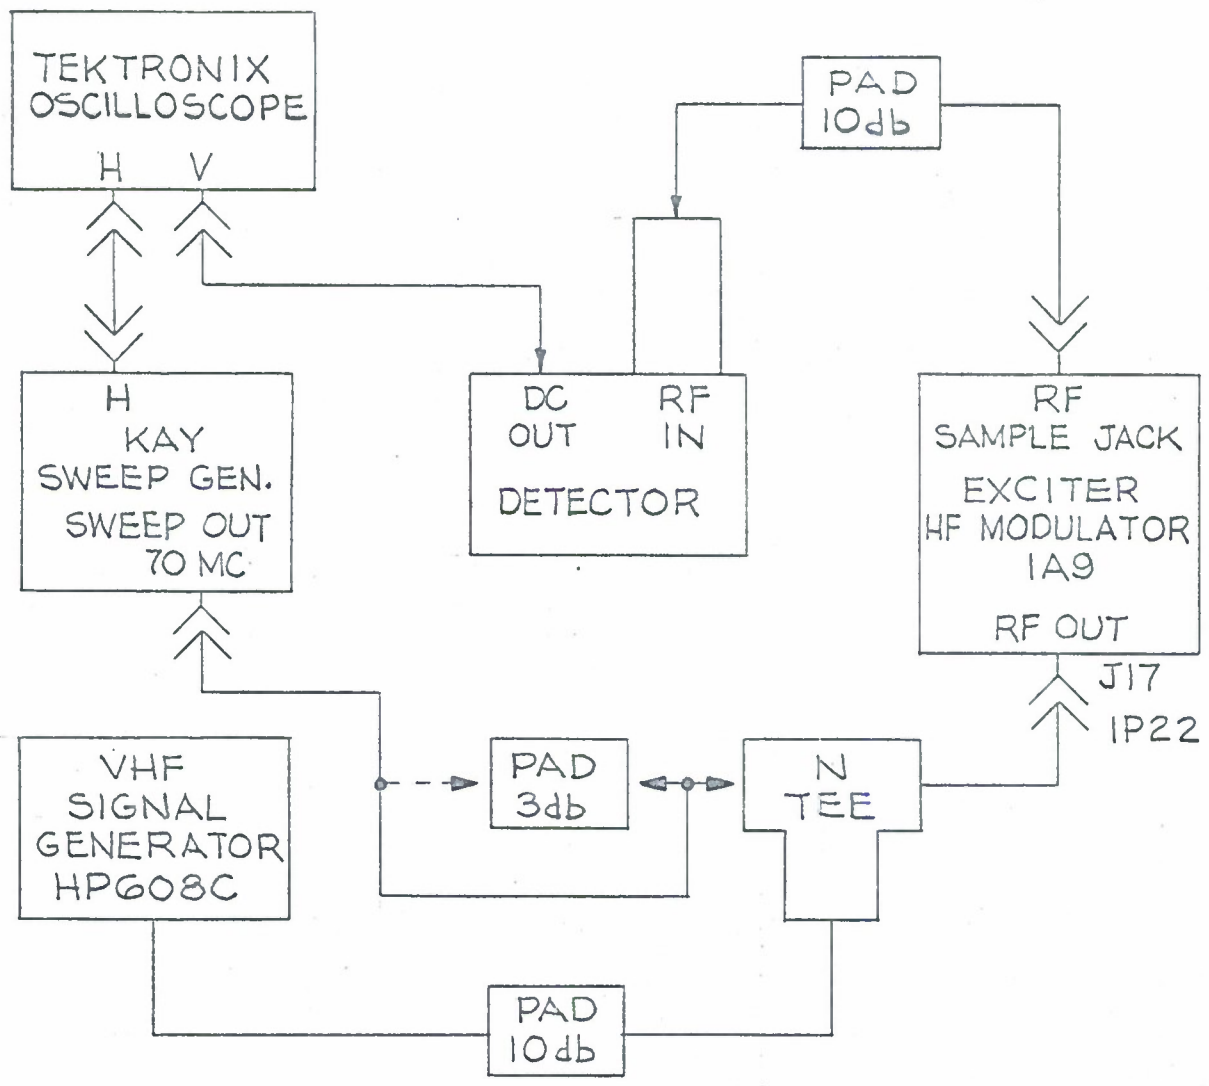 TEKTRONIX
OSCILLOSCOPE
H V
PAD
10db
H
KAY
SWEEP GEN.
SWEEP OUT
70 MC
DC
OUT
RF
IN
DETECTOR
RF
SAMPLE JACK
EXCITER
HF MODULATOR
1A9
RF OUT
J17
1P22
VHF
SIGNAL
GENERATOR
HP608C
PAD
3db
N
TEE
PAD
10db